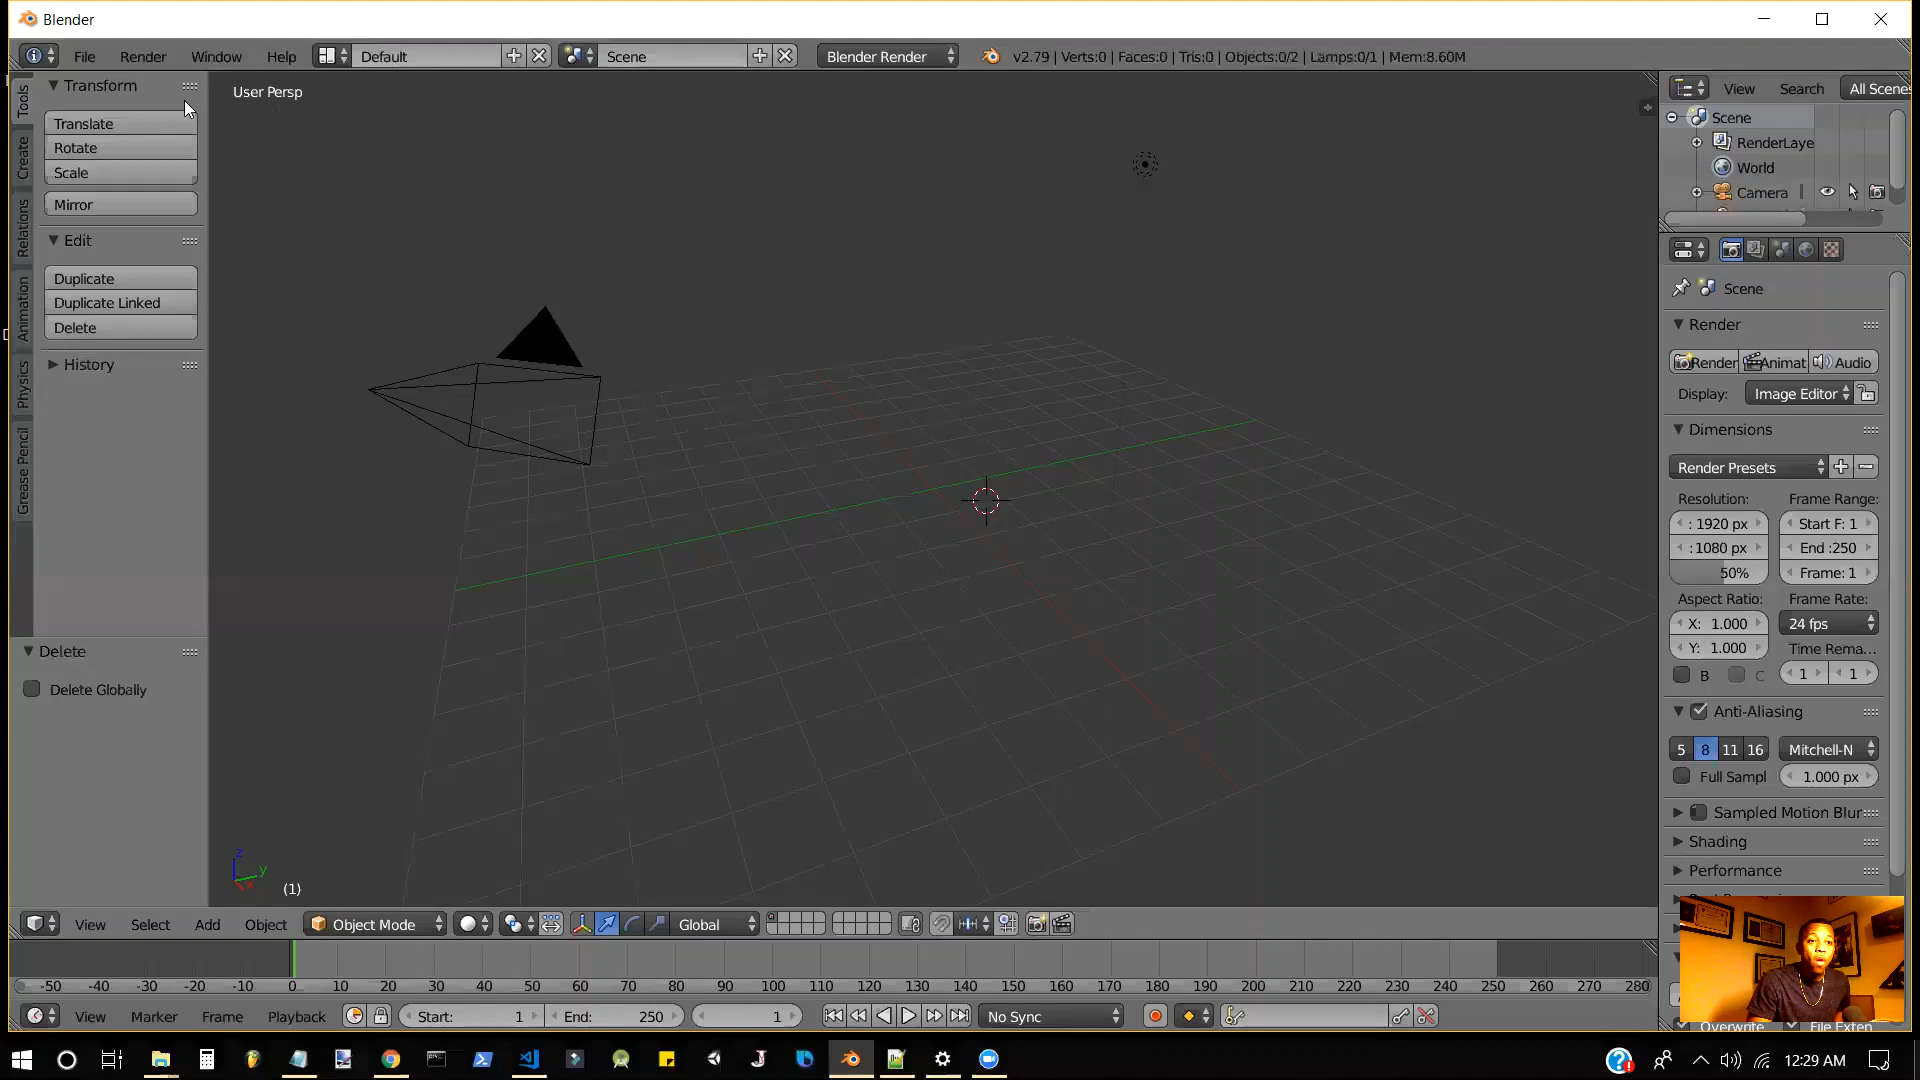 Blender
File Render Window Help Default Scene Blender Render v2.79 | Verts:0 | Faces:0 | Tris:0 | Objects:0/2 | Lamps:0/1 | Mem:8.60M
Tools
Create
Relations
Animation
Physics
Grease Pencil
Transform
Translate
Rotate
Scale
Mirror
Edit
Duplicate
Duplicate Linked
Delete
History
Delete
Delete Globally
User Persp
z
y
x
(1)
View Search All Scenes
Scene
RenderLaye
World
Camera
Scene
Render
Render Animat Audio
Display: Image Editor
Dimensions
Render Presets
Resolution: Frame Range:
: 1920 px Start F: 1
: 1080 px End :250
50% Frame: 1
Aspect Ratio: Frame Rate:
X: 1.000 24 fps
Y: 1.000 Time Rema...
B C 1 1
Anti-Aliasing
5 8 11 16 Mitchell-N
Full Sampl 1.000 px
Sampled Motion Blur
Shading
Performance
Overwrite File Exten
View Select Add Object Object Mode Global
-50 -40 -30 -20 -10 0 10 20 30 40 50 60 70 80 90 100 110 120 130 140 150 160 170 180 190 200 210 220 230 240 250 260 270 280
View Marker Frame Playback Start: 1 End: 250 1 No Sync
12:29 AM